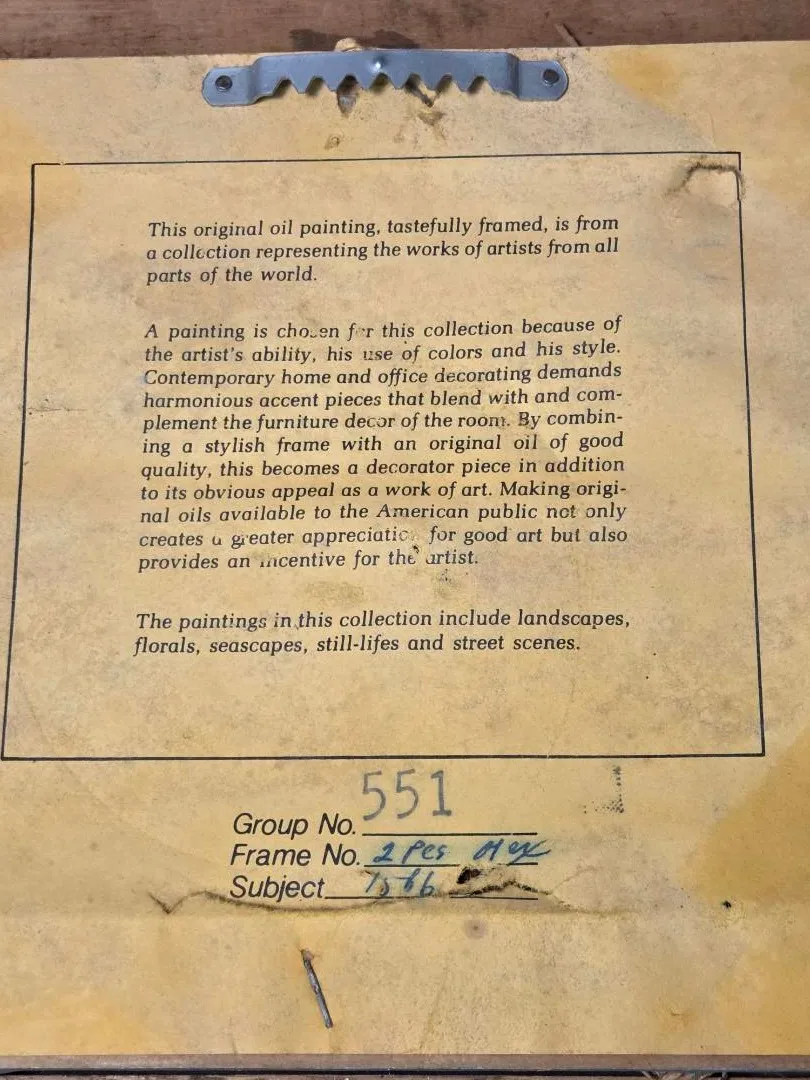 This original oil painting, tastefully framed, is from
a collection representing the works of artists from all
parts of the world.
A painting is chosen for this collection because of
the artist's ability, his use of colors and his style.
Contemporary home and office decorating demands
harmonious accent pieces that blend with and com-
plement the furniture decor of the room. By combin-
ing a stylish frame with an original oil of good
quality, this becomes a decorator piece in addition
to its obvious appeal as a work of art. Making origi-
nal oils available to the American public not only
creates a greater appreciation for good art but also
provides an incentive for the artist.
The paintings in this collection include landscapes,
florals, seascapes, still-lifes and street scenes.
Group No. 551
Frame No. 2 Pcs
Subject